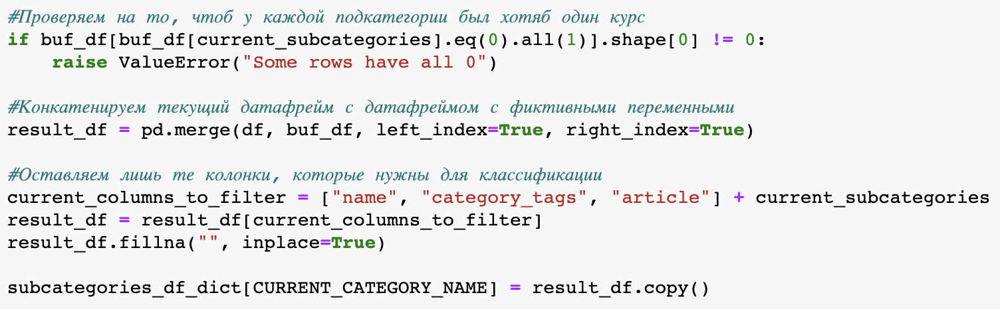 #Проверяем на то, чтоб у каждой подкатегории был хотяб один курс
if buf_df[buf_df[current_subcategories].eq(0).all(1)].shape[0] != 0:
    raise ValueError("Some rows have all 0")

#Конкатенируем текущий датафрейм с датафреймом с фиктивными переменными
result_df = pd.merge(df, buf_df, left_index=True, right_index=True)

#Оставляем лишь те колонки, которые нужны для классификации
current_columns_to_filter = ["name", "category_tags", "article"] + current_subcategories
result_df = result_df[current_columns_to_filter]
result_df.fillna("", inplace=True)

subcategories_df_dict[CURRENT_CATEGORY_NAME] = result_df.copy()